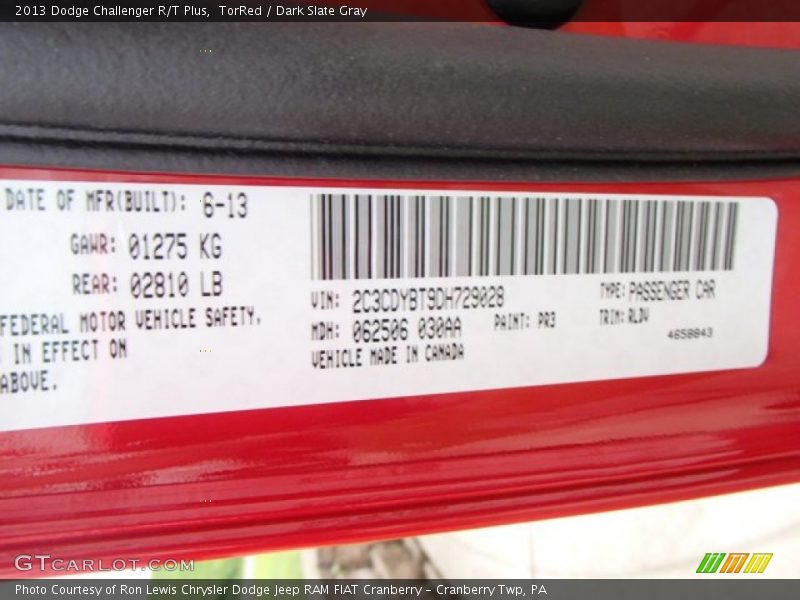 2013 Dodge Challenger R/T Plus, TorRed / Dark Slate Gray
DATE OF MFR(BUILT): 6-13
GAWR: 01275 KG
REAR: 02810 LB
FEDERAL MOTOR VEHICLE SAFETY.
IN EFFECT ON
ABOVE.
VIN: 2C3CDYBT9DH729028
TYPE: PASSENGER CAR
MDH: 062506 030AA
PAINT: PR3
TRIM: RLDV
VEHICLE MADE IN CANADA
4658843
GTCARLOT.COM
Photo Courtesy of Ron Lewis Chrysler Dodge Jeep RAM FIAT Cranberry - Cranberry Twp, PA